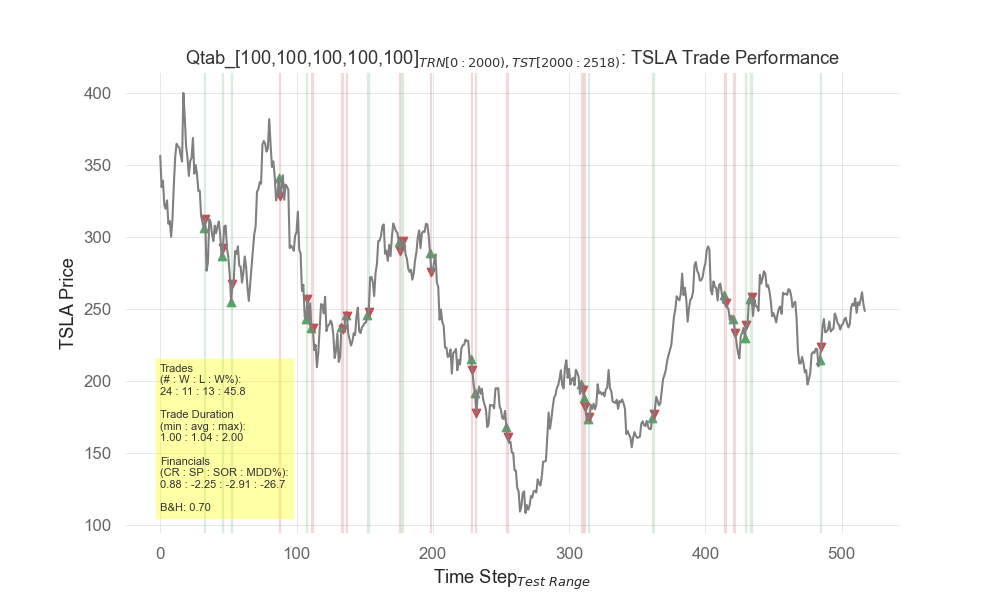 Qtab_[100,100,100,100,100]TRN[0 : 2000), TST[2000 : 2518) : TSLA Trade Performance
400
350
300
250
200
150
100
TSLA Price
Trades
(# : W : L : W%):
24 : 11 : 13 : 45.8
Trade Duration
(min : avg : max):
1.00 : 1.04 : 2.00
Financials
(CR : SP : SOR : MDD%):
0.88 : -2.25 : -2.91 : -26.7
B&H: 0.70
0 100 200 300 400 500
Time StepTest Range